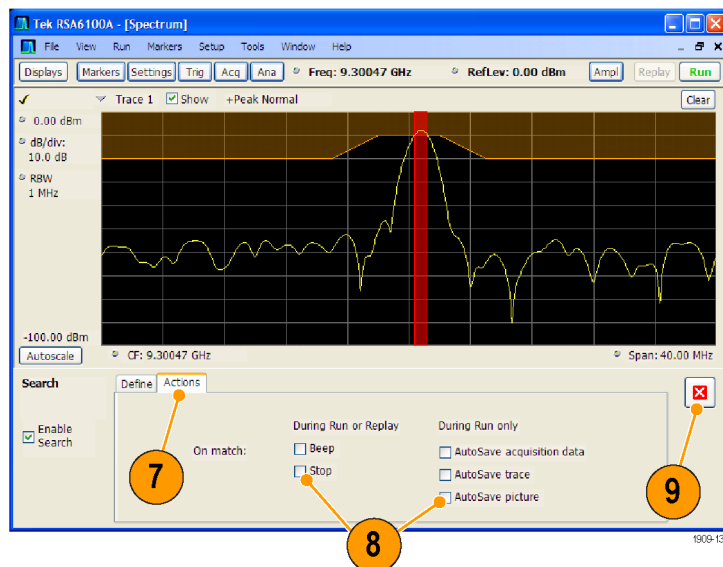 Tek RSA6100A - [Spectrum]
File View Run Markers Setup Tools Window Help
Displays Markers Settings Trig Acq Ana Freq: 9.30047 GHz RefLev: 0.00 dBm Ampl Replay Run
Trace 1 Show +Peak Normal Clear
0.00 dBm
dB/div:
10.0 dB
RBW
1 MHz
-100.00 dBm
Autoscale CF: 9.30047 GHz Span: 40.00 MHz
Search Define Actions
Enable
Search
During Run or Replay During Run only
On match: Beep AutoSave acquisition data
Stop AutoSave trace
AutoSave picture
7
8
9
1909-13